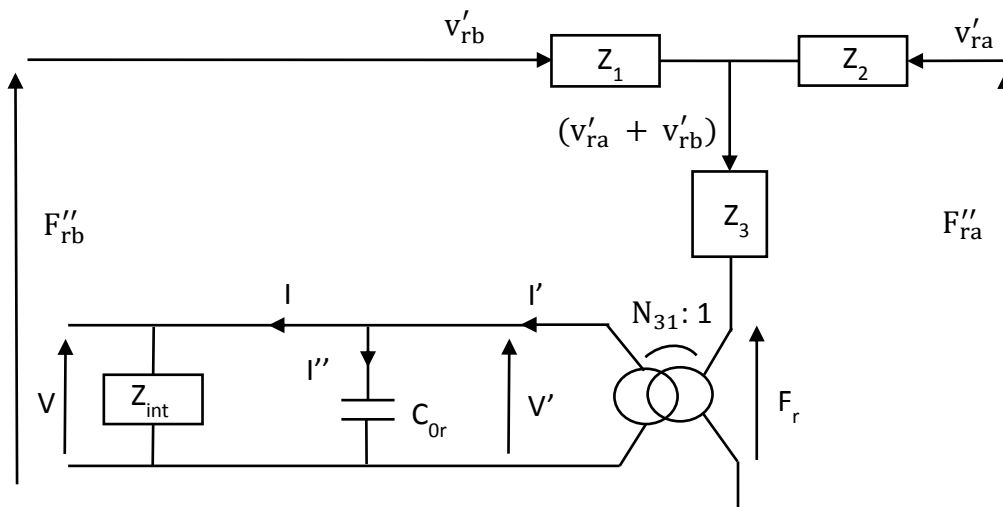 v′rb
v′ra
Z1
Z2
(v′ra + v′rb)
Z3
F′′rb
F′′ra
I
I’
N31: 1
I’’
V
Zint
C0r
V’
Fr